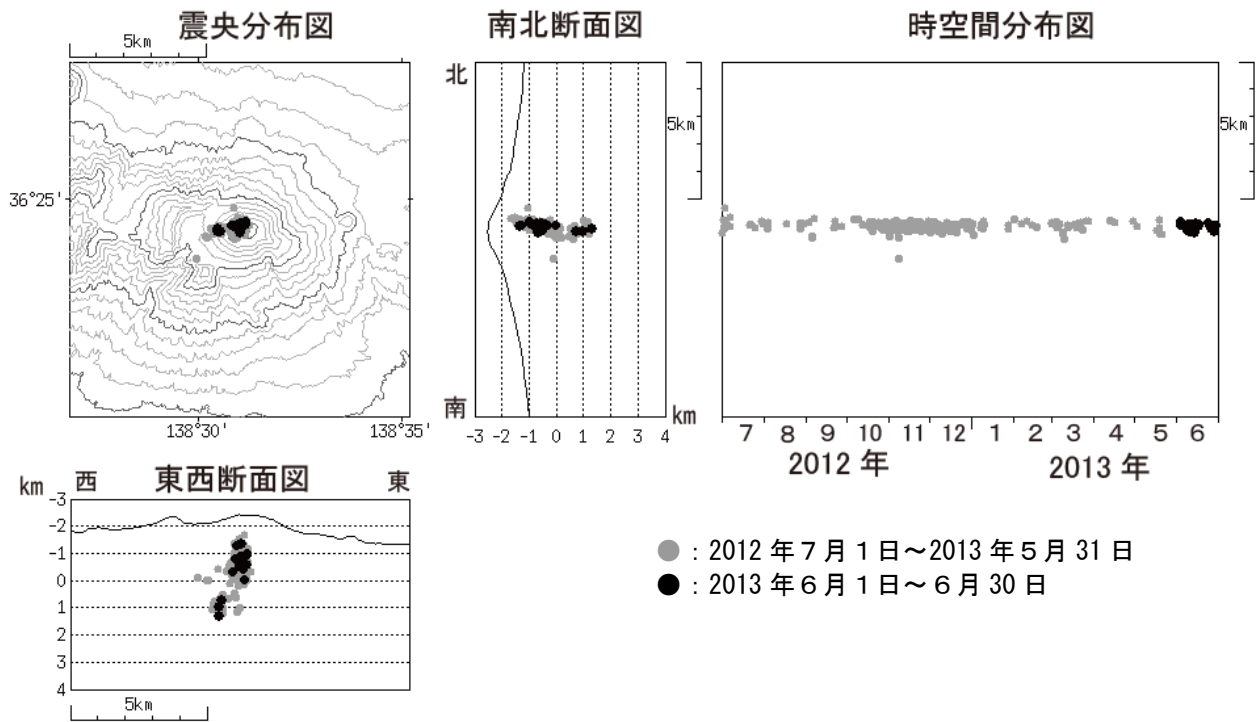 震央分布図
5km
36°25'
138°30'
138°35'
南北断面図
北
南
5km
km
-3 -2 -1 0 1 2 3 4
時空間分布図
5km
7 8 9 10 11 12 1 2 3 4 5 6
2012 年
2013 年
東西断面図
km
西
東
-3
-2
-1
0
1
2
3
4
5km
●：2012 年７月１日～2013 年５月 31 日
●：2013 年６月１日～６月 30 日